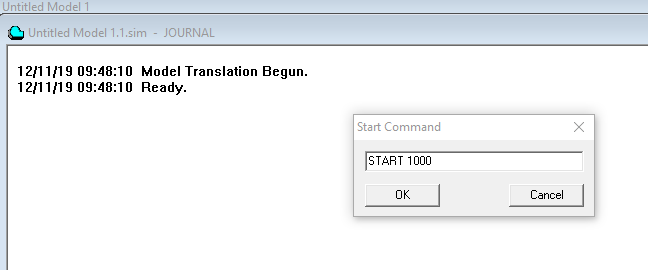 Untitled Model 1
Untitled Model 1.1.sim - JOURNAL
12/11/19 09:48:10 Model Translation Begun.
12/11/19 09:48:10 Ready.
Start Command
START 1000
OK
Cancel